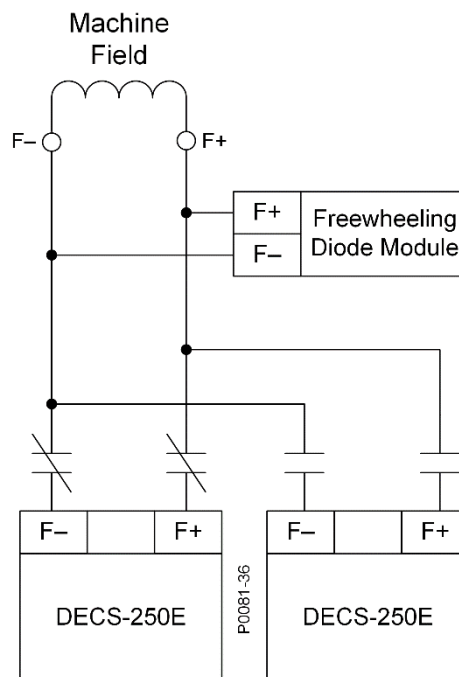 Machine
Field
F–
F+
F+
Freewheeling
Diode Module
F–
F–
F+
F–
F+
DECS-250E
P0081-36
DECS-250E